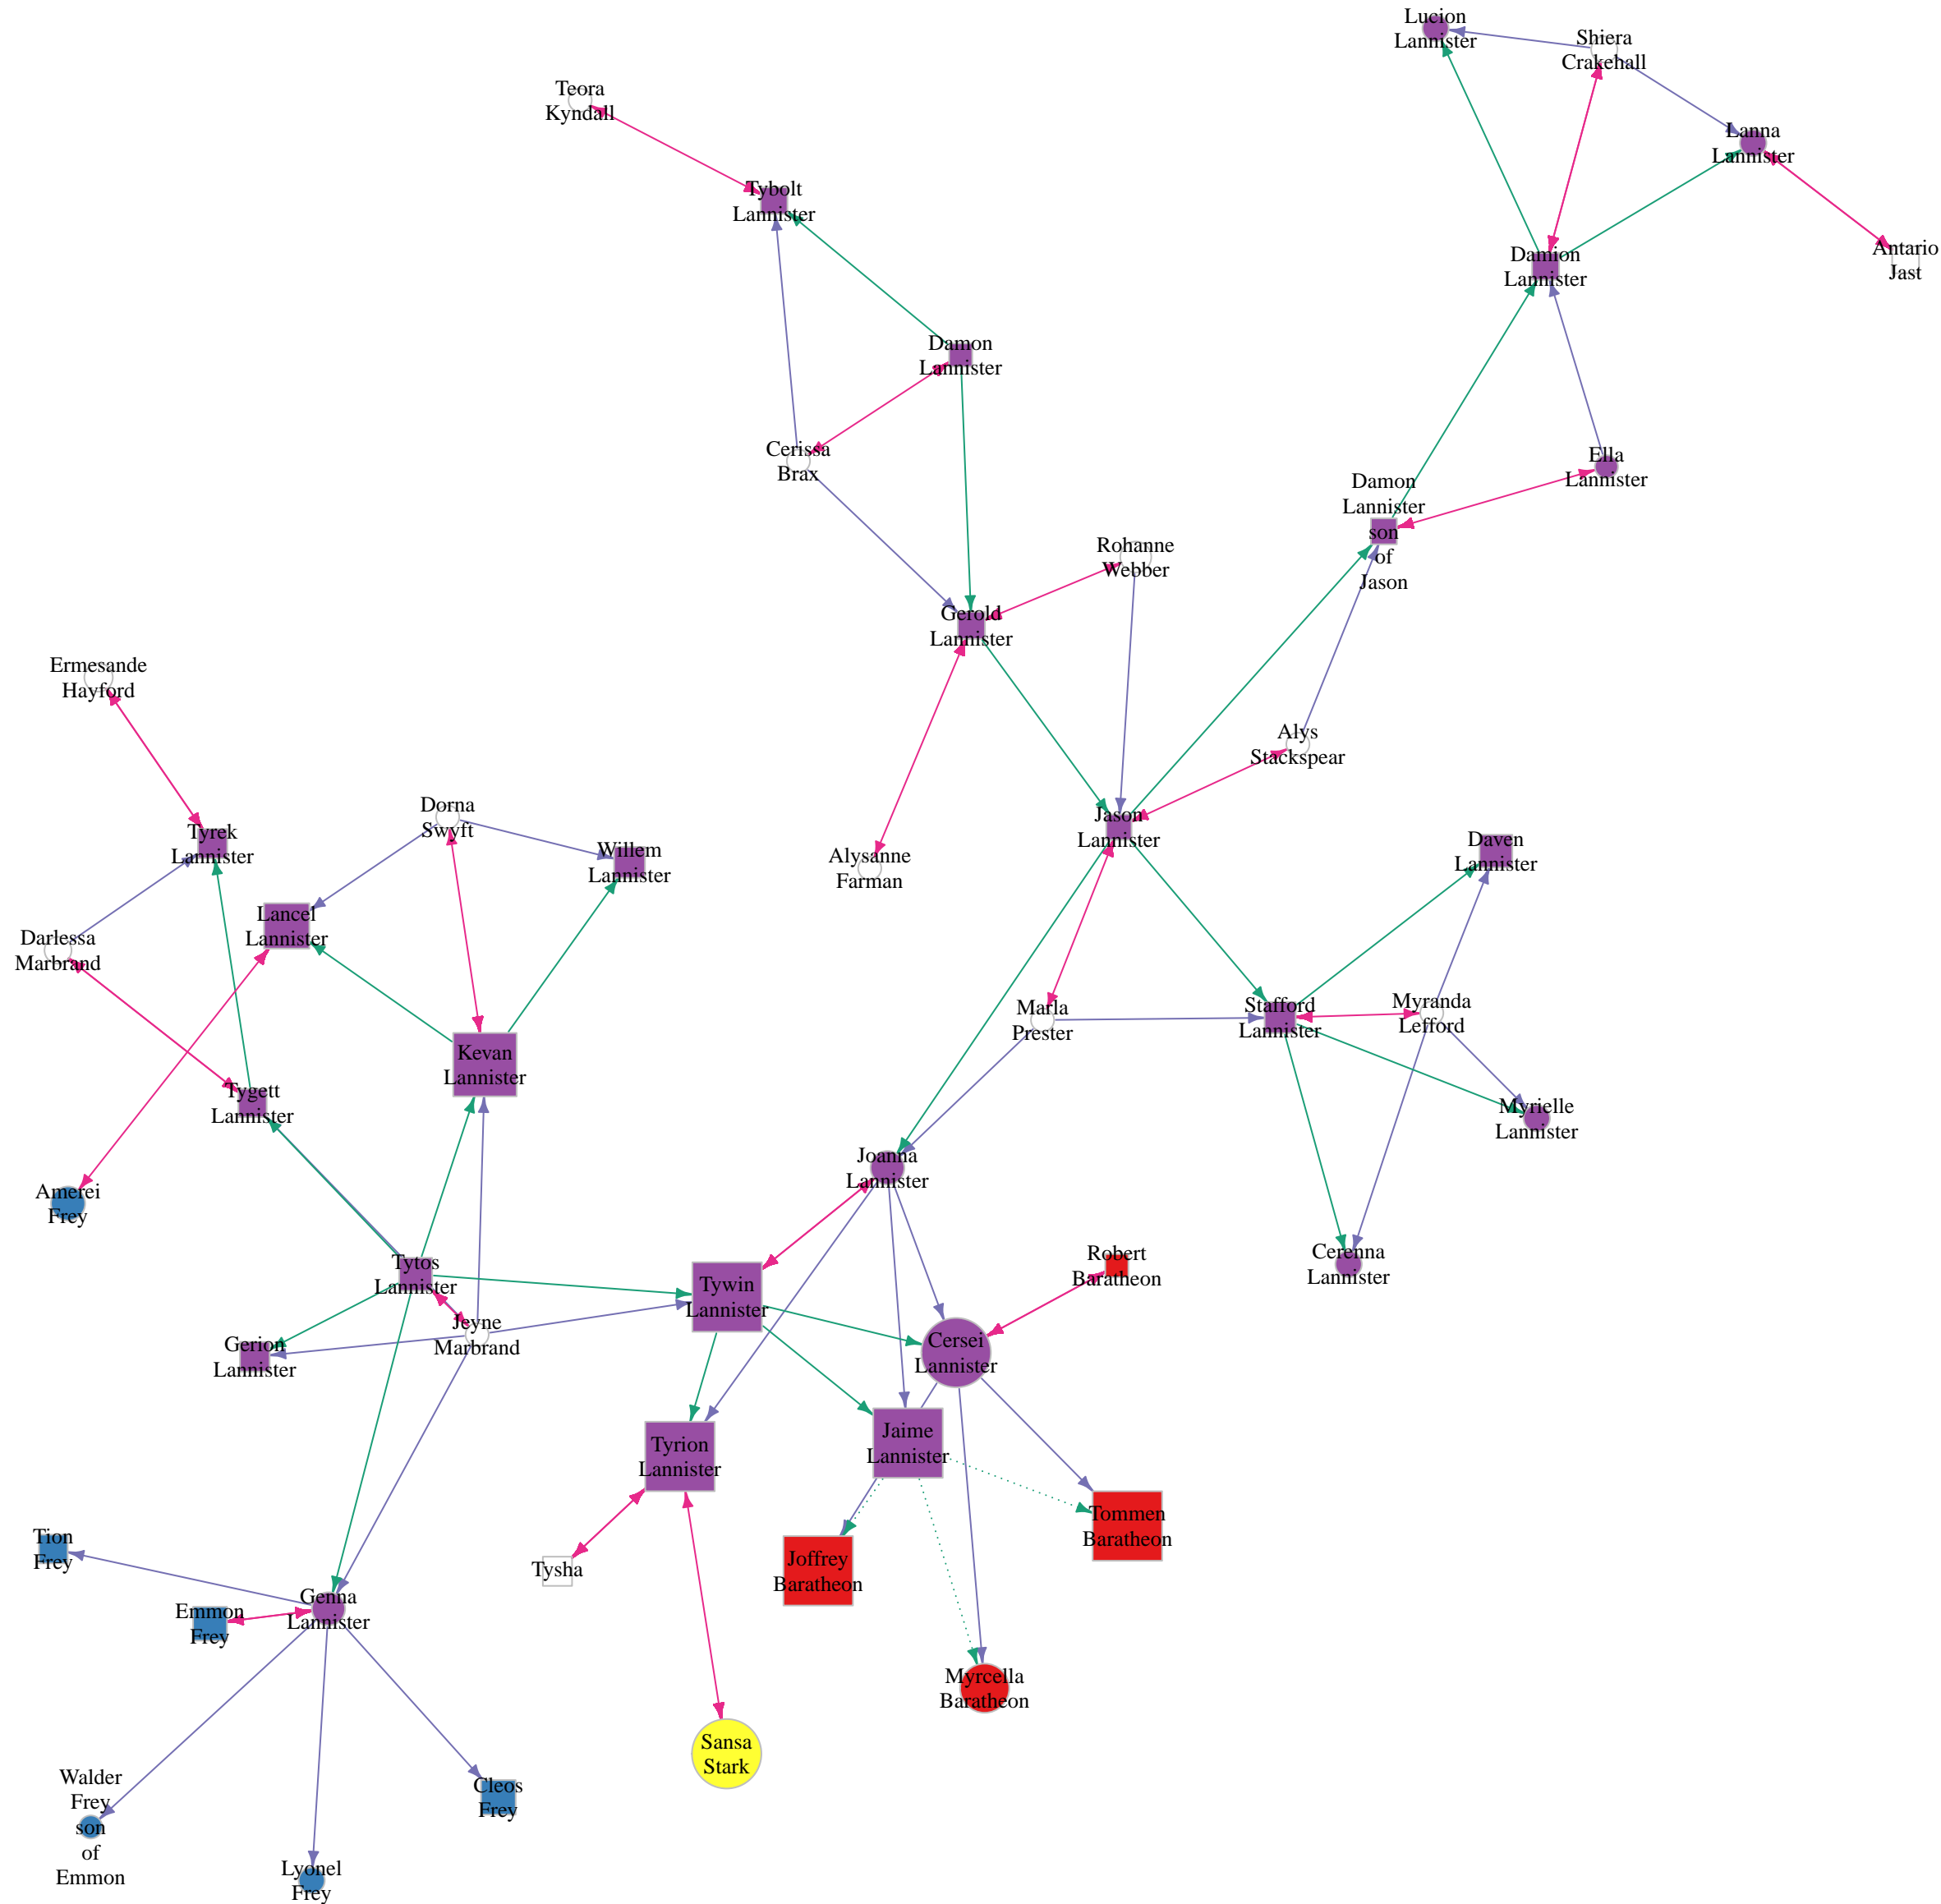 Lucion
Lannister
Shiera
Crakehall
Teora
Kyndall
Lanna
Lannister
Tybolt
Lannister
Damion
Lannister
Antario
Jast
Damon
Lannister
Cerissa
Brax
Ella
Lannister
Damon
Lannister
son
of
Jason
Rohanne
Webber
Gerold
Lannister
Ermesande
Hayford
Alys
Stackspear
Dorna
Swyft
Tyrek
Lannister
Willem
Lannister
Alysanne
Farman
Jason
Lannister
Daven
Lannister
Lancel
Lannister
Darlessa
Marbrand
Marla
Prester
Stafford
Lannister
Myranda
Lefford
Kevan
Lannister
Tygett
Lannister
Myrielle
Lannister
Joanna
Lannister
Amerei
Frey
Cerenna
Lannister
Robert
Baratheon
Tytos
Lannister
Tywin
Lannister
Jeyne
Marbrand
Gerion
Lannister
Cersei
Lannister
Jaime
Lannister
Tyrion
Lannister
Tommen
Baratheon
Tion
Frey
Tysha
Joffrey
Baratheon
Genna
Lannister
Emmon
Frey
Myrcella
Baratheon
Sansa
Stark
Walder
Frey
son
of
Emmon
Cleos
Frey
Lyonel
Frey